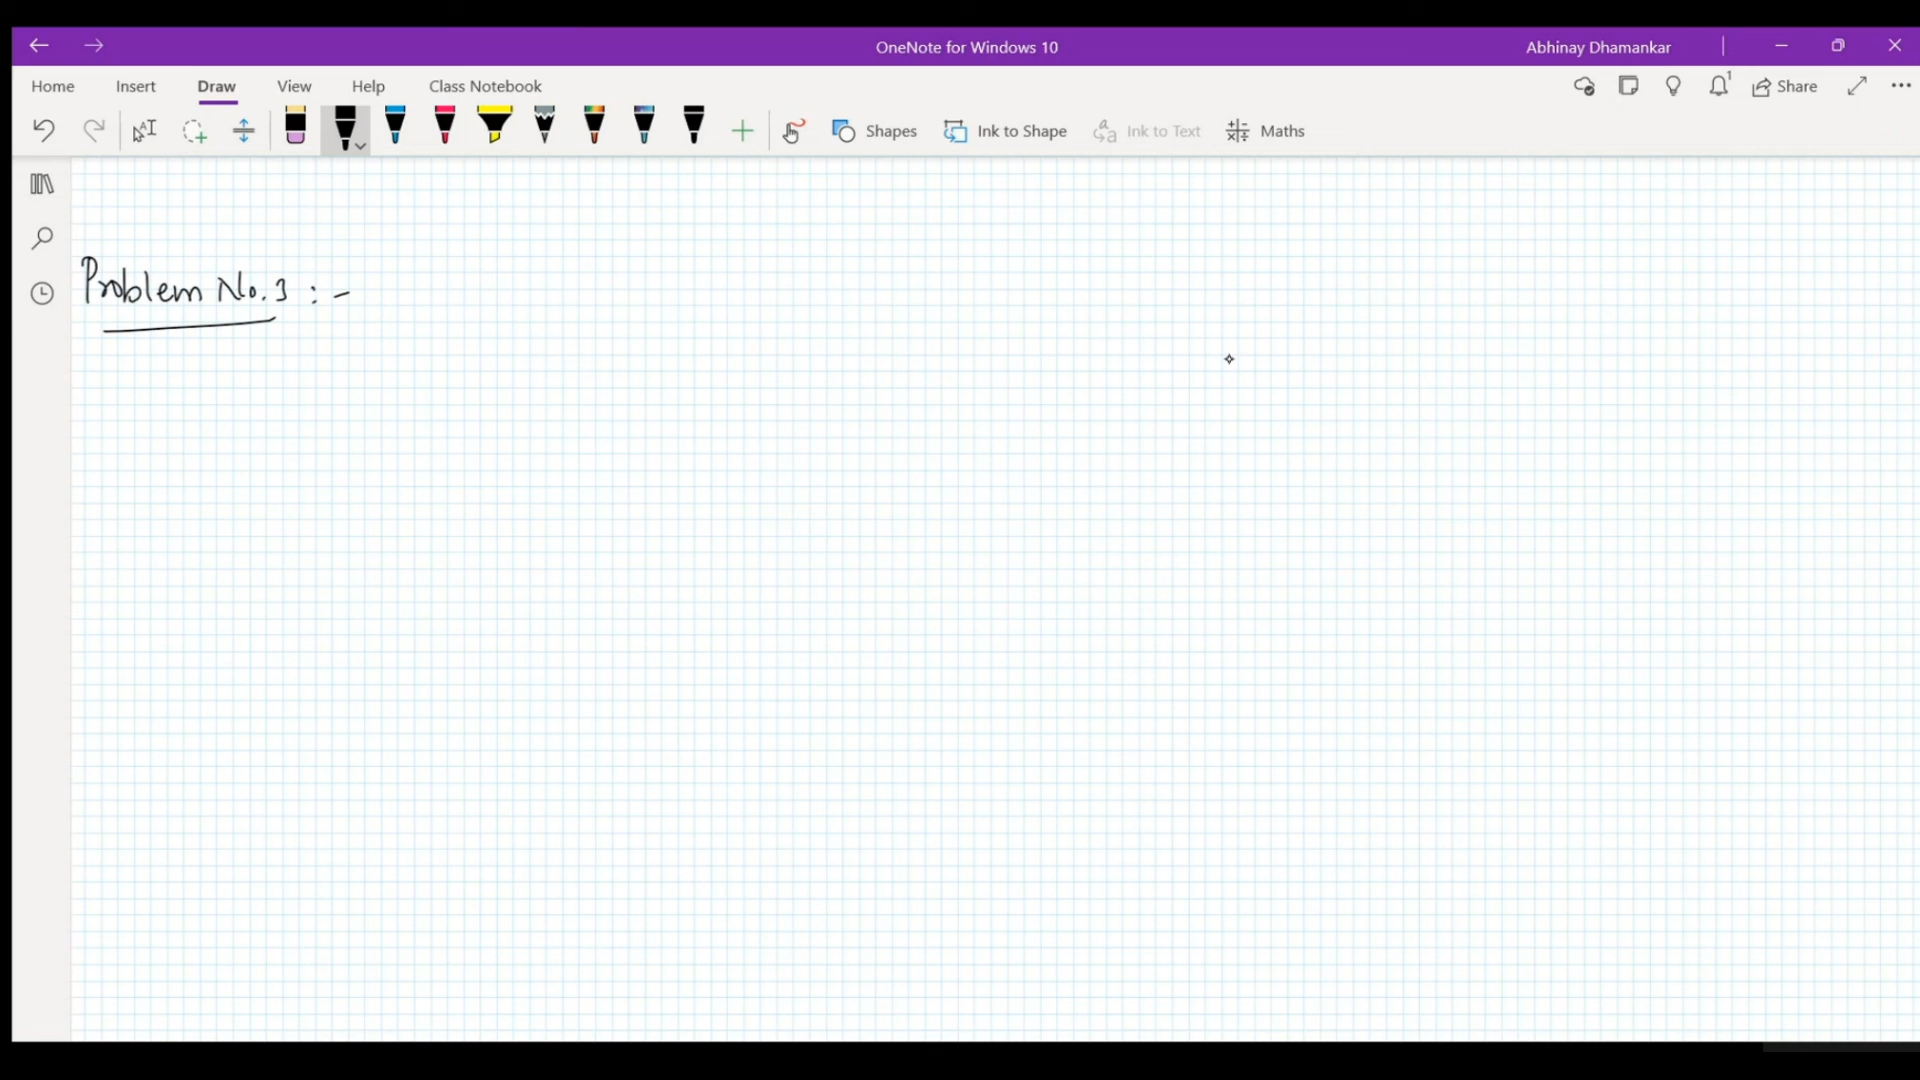 OneNote for Windows 10
Abhinay Dhamankar
Home Insert Draw View Help Class Notebook
1
Share
Shapes Ink to Shape Ink to Text Maths
Problem No. 3 : -